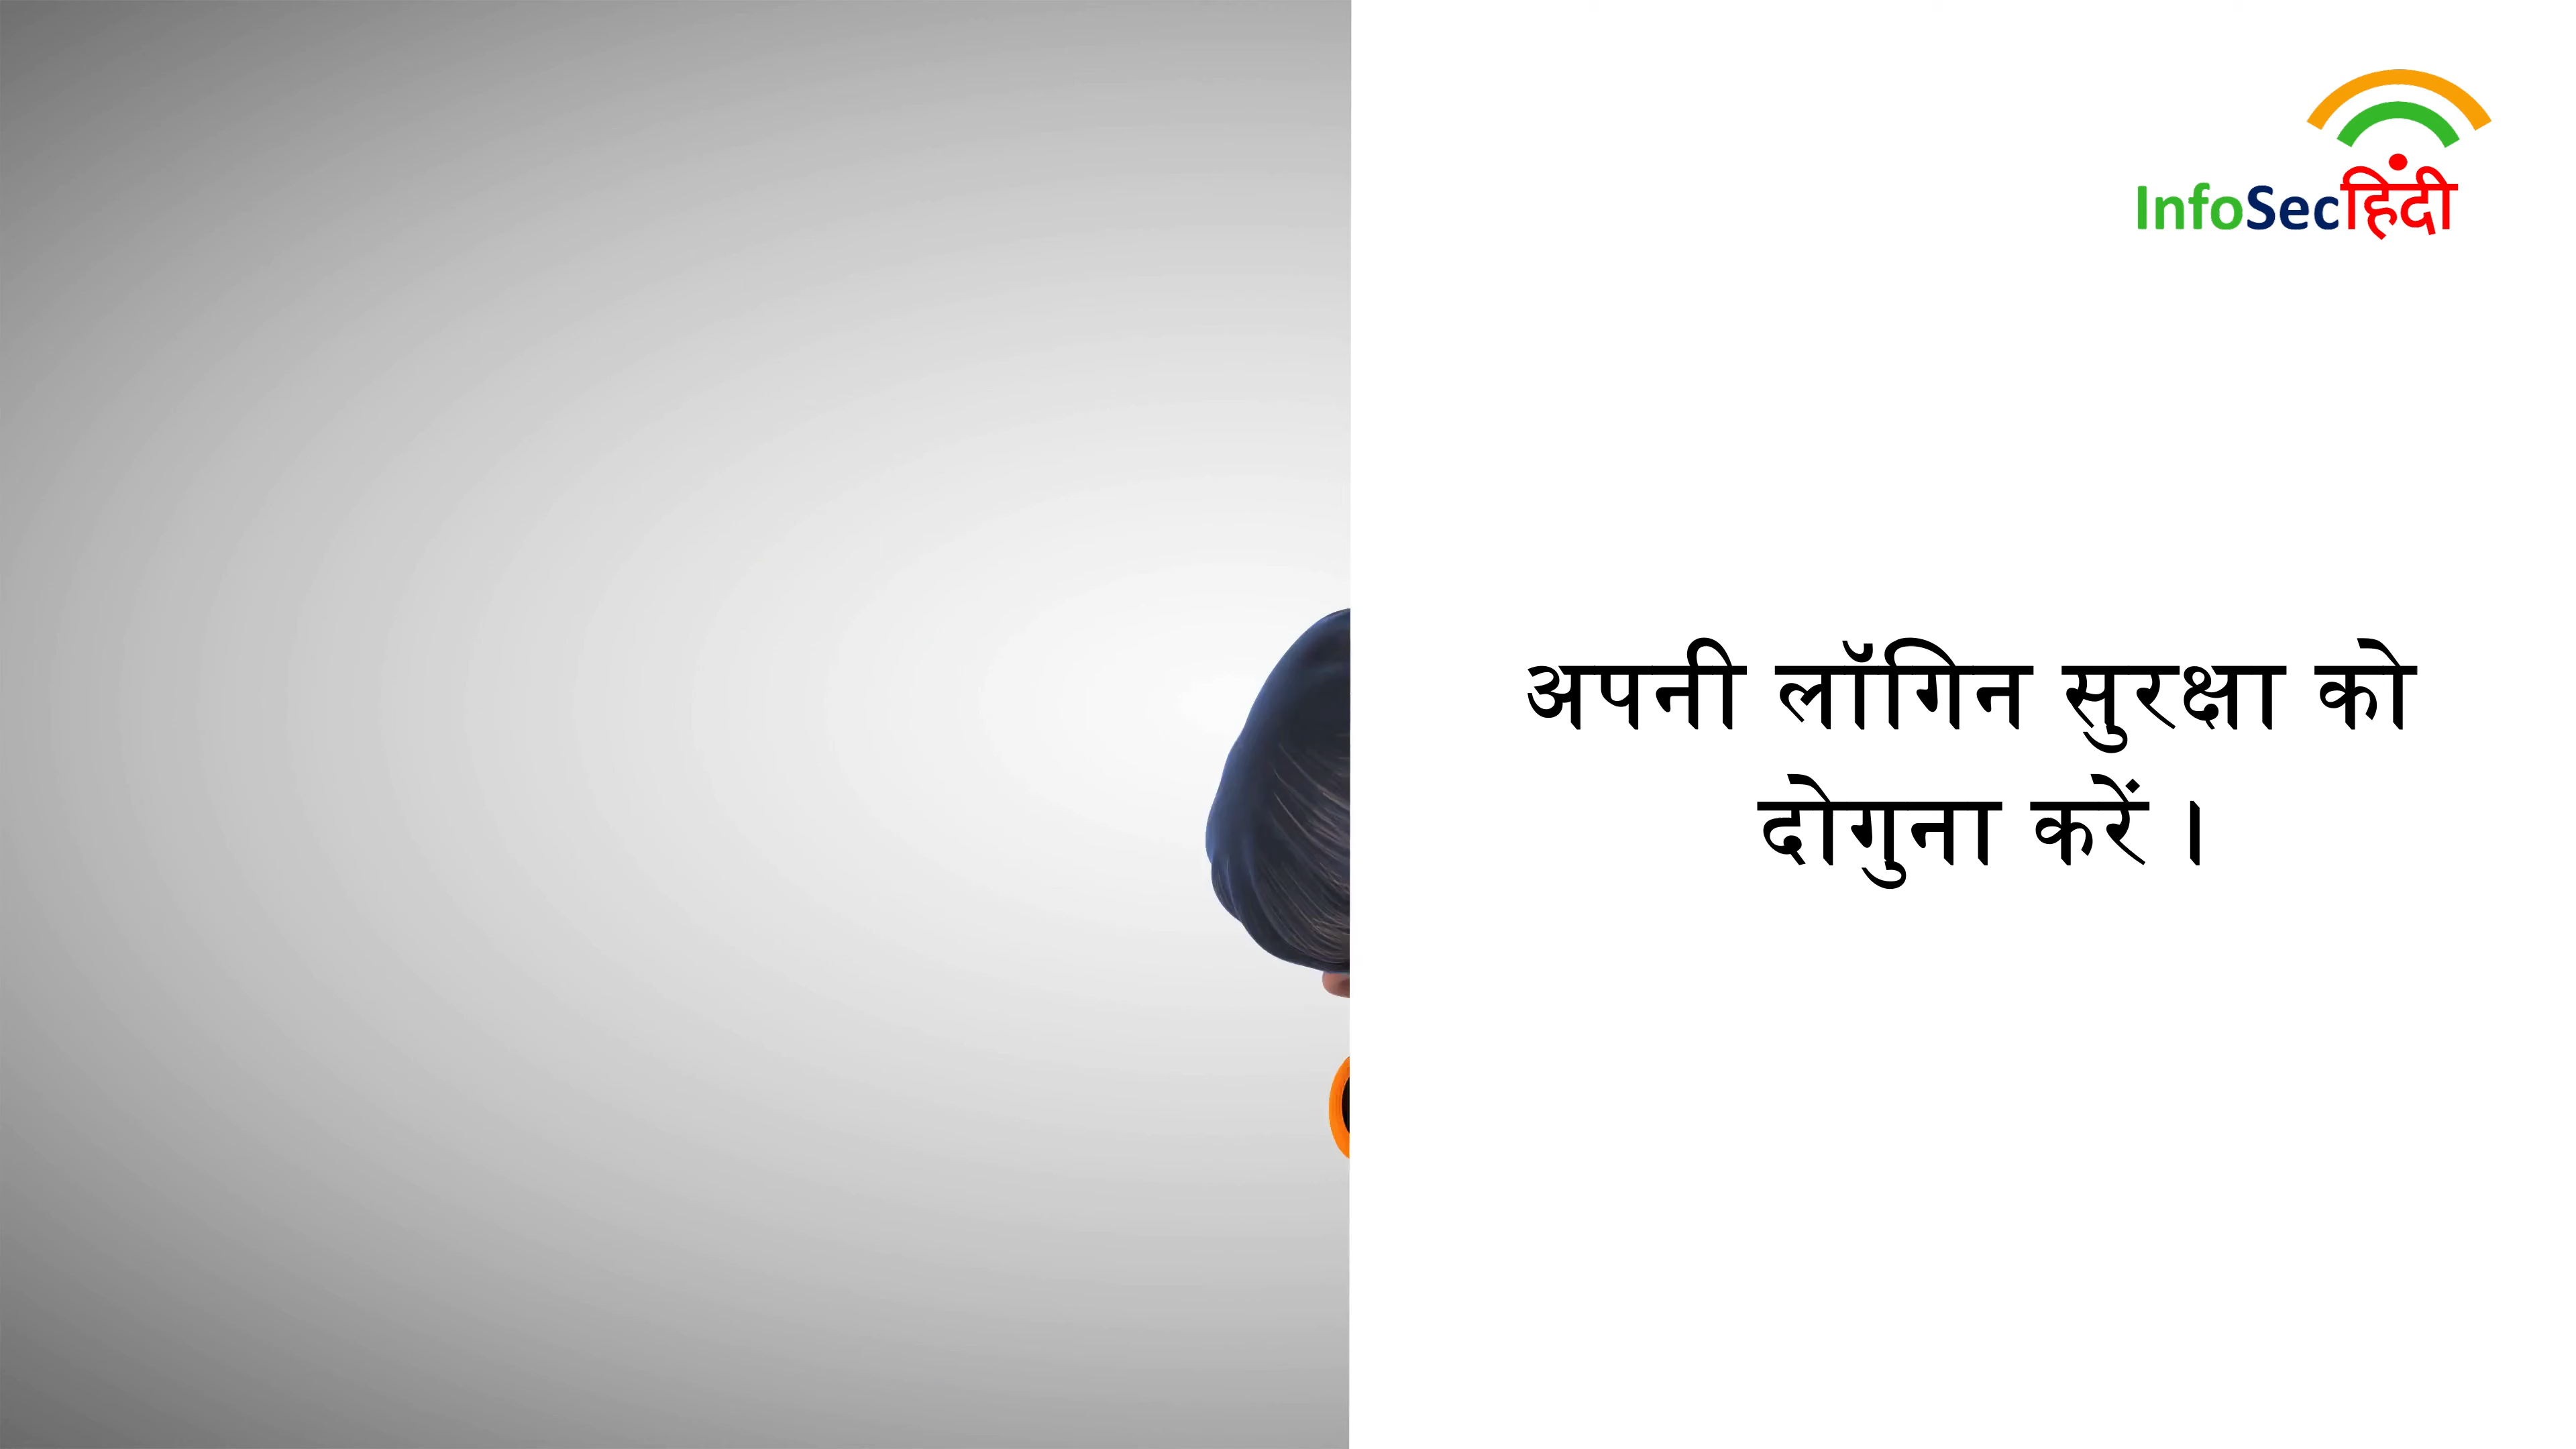 InfoSecहिंदी
अपनी लॉगिन सुरक्षा को
दोगुना करें ।